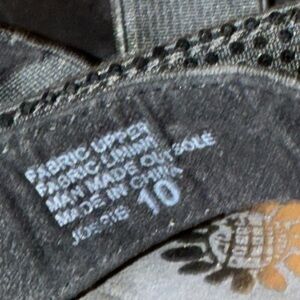 FABRIC UPPER
FABRIC LINING
MAN MADE OUTSOLE
MADE IN CHINA
10